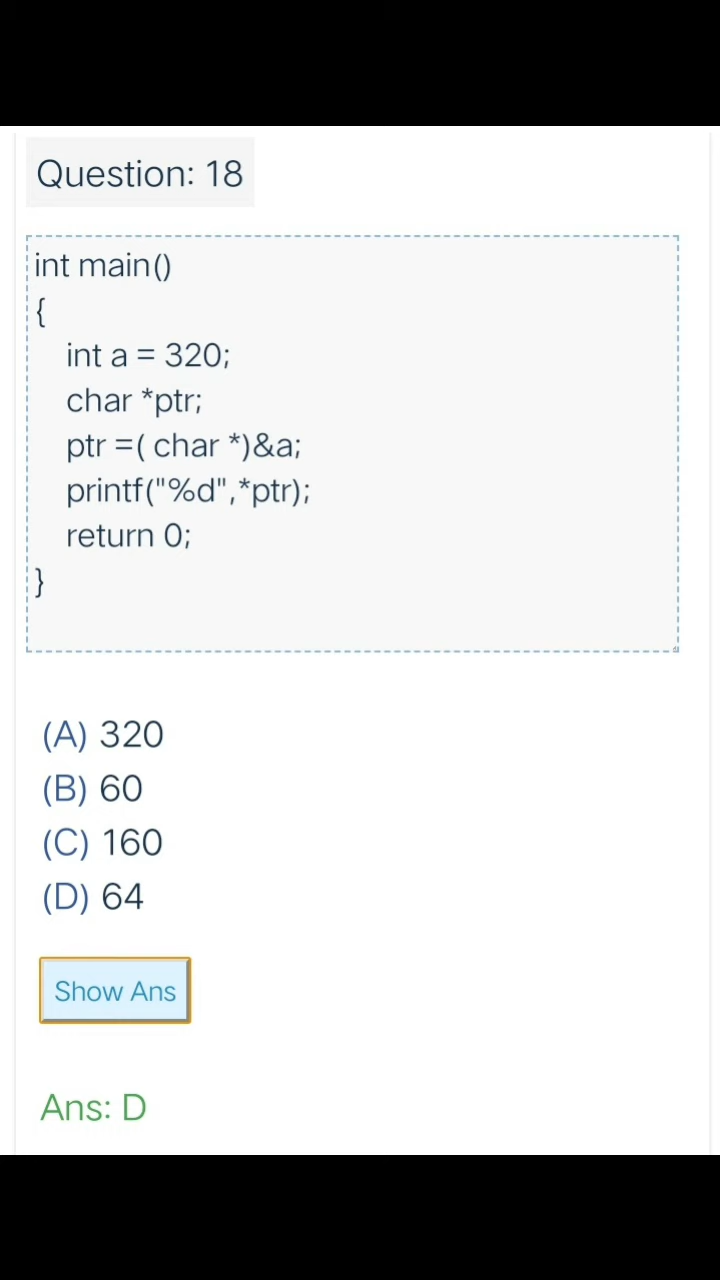 Question: 18
int main()
{
int a = 320;
char *ptr;
ptr =( char *)&a;
printf("%d",*ptr);
return 0;
}
(A) 320
(B) 60
(C) 160
(D) 64
Show Ans
Ans: D